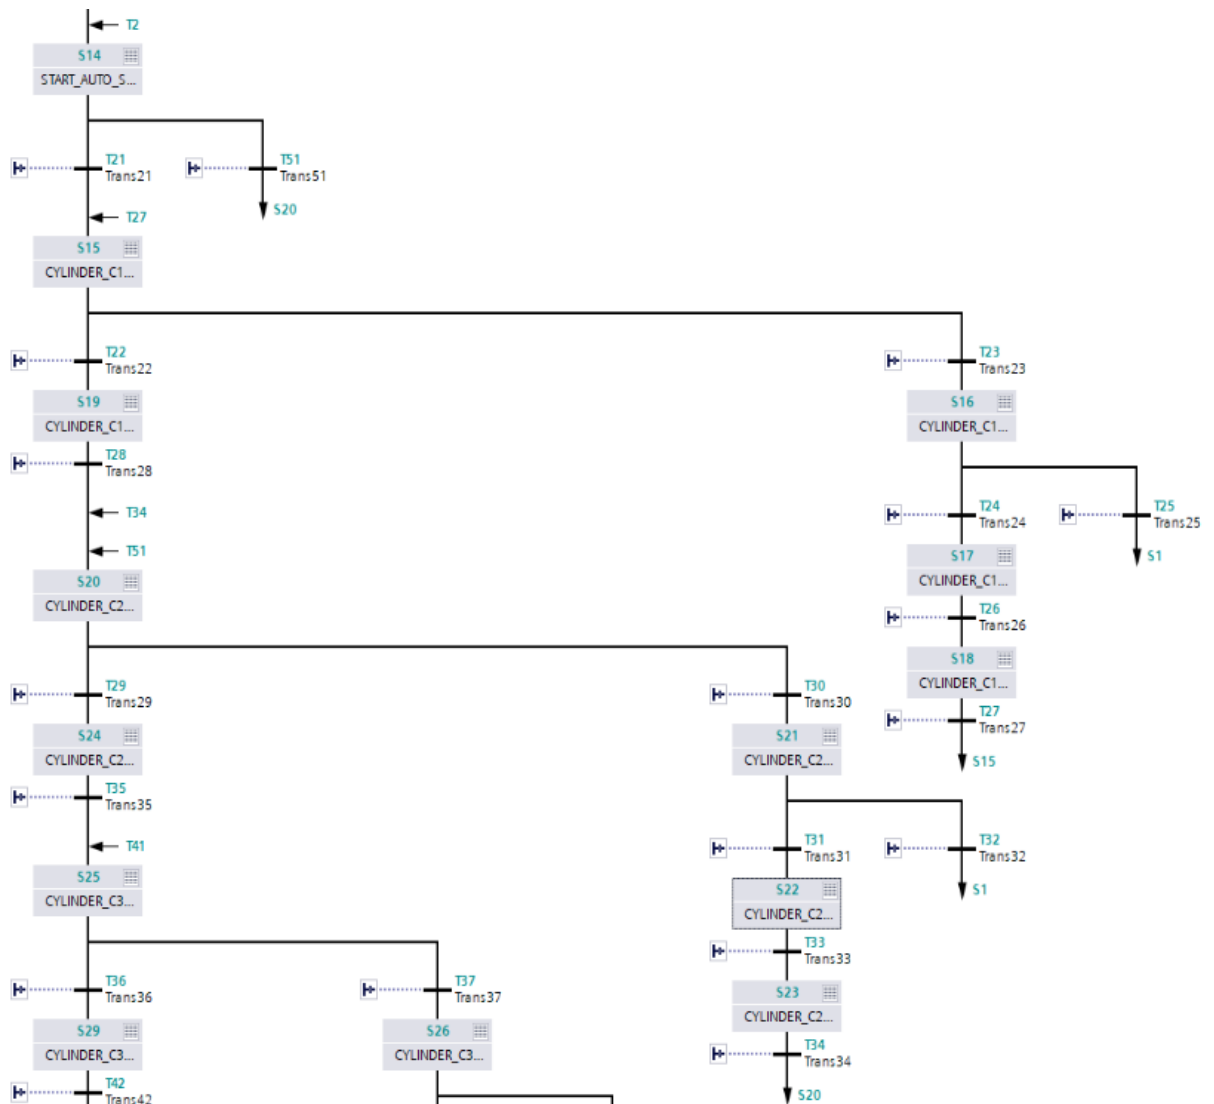 T2
S14
START_AUTO_S...
T21
Trans21
T51
Trans51
S20
T27
S15
CYLINDER_C1...
T22
Trans22
T23
Trans23
S19
CYLINDER_C1...
S16
CYLINDER_C1...
T28
Trans28
T24
Trans24
T25
Trans25
T34
T51
S17
CYLINDER_C1...
S1
S20
CYLINDER_C2...
T26
Trans26
S18
CYLINDER_C1...
T29
Trans29
T30
Trans30
T27
Trans27
S24
CYLINDER_C2...
S21
CYLINDER_C2...
S15
T35
Trans35
T41
T31
Trans31
T32
Trans32
S25
CYLINDER_C3...
S22
CYLINDER_C2...
S1
T33
Trans33
T36
Trans36
T37
Trans37
S23
CYLINDER_C2...
S29
CYLINDER_C3...
S26
CYLINDER_C3...
T34
Trans34
T42
Trans42
S20